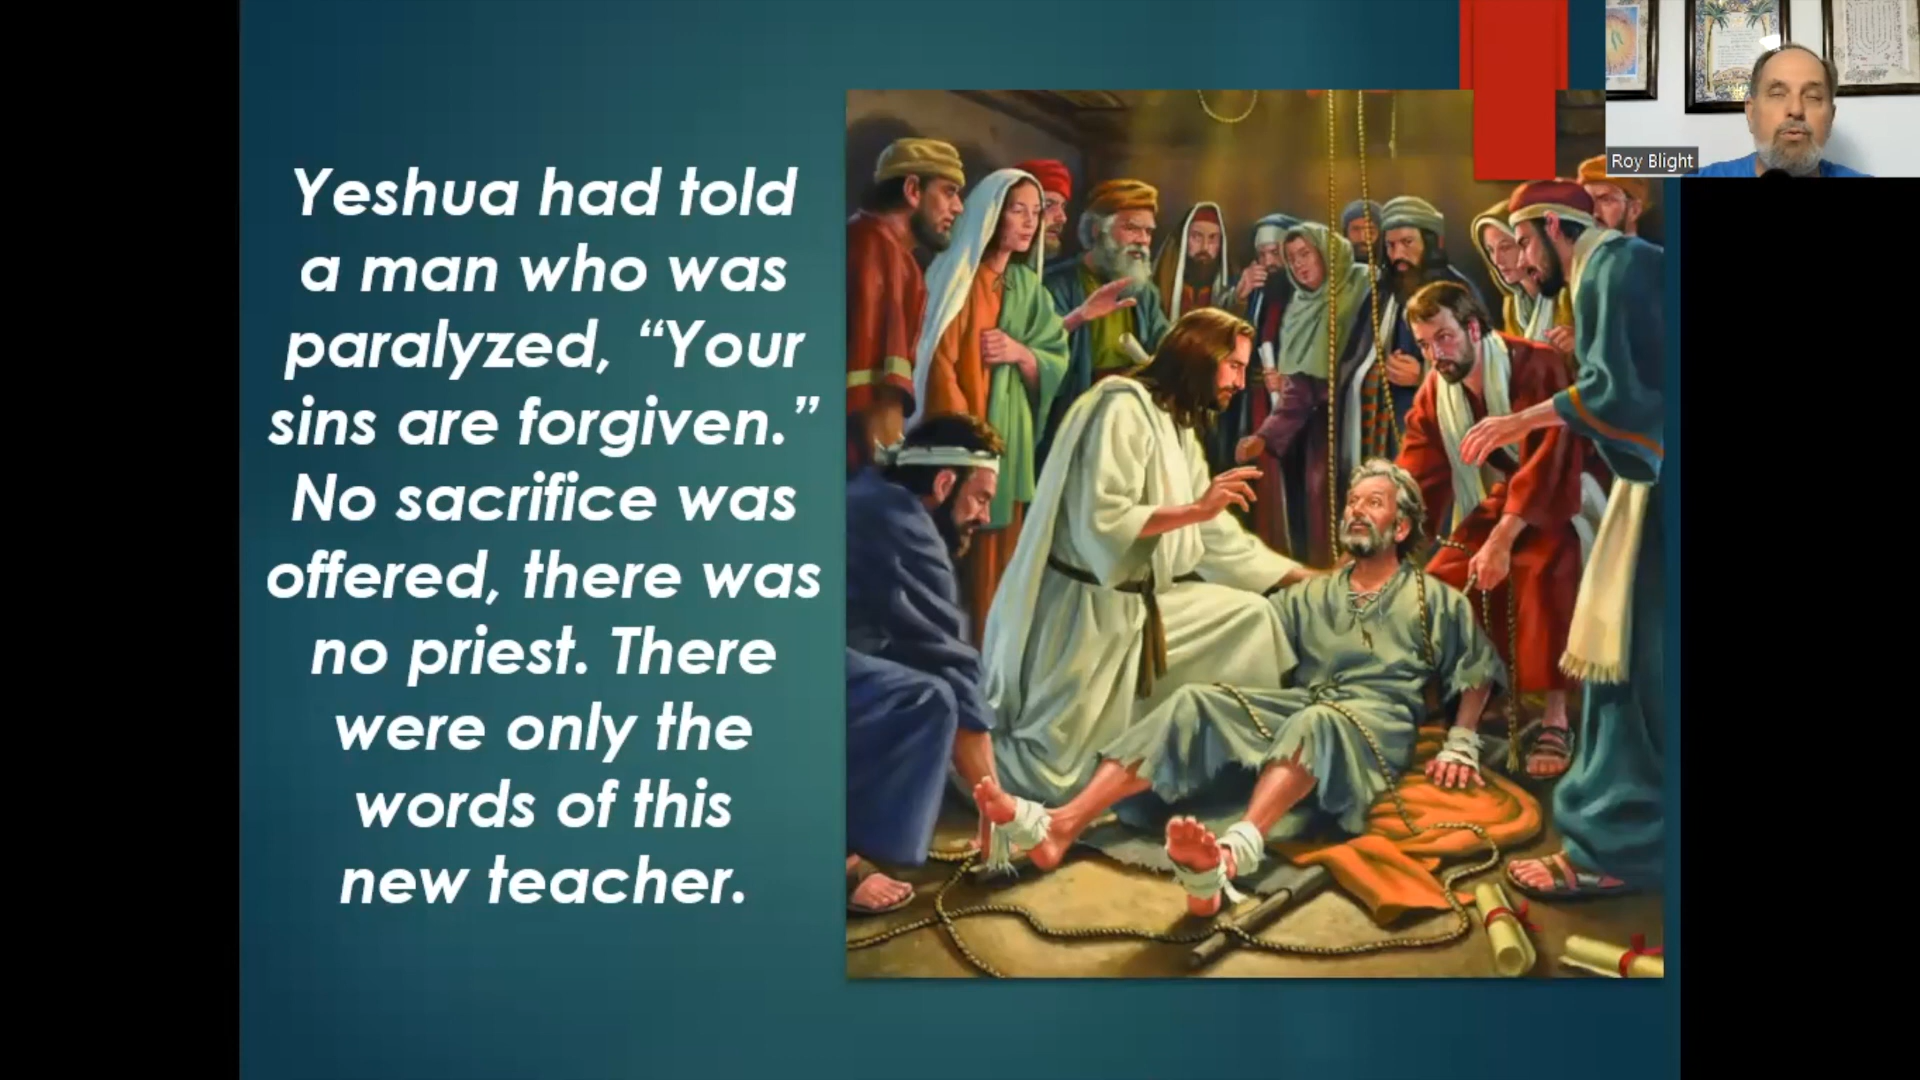 Yeshua had told
a man who was
paralyzed, “Your
sins are forgiven.”
No sacrifice was
offered, there was
no priest. There
were only the
words of this
new teacher.
Roy Blight